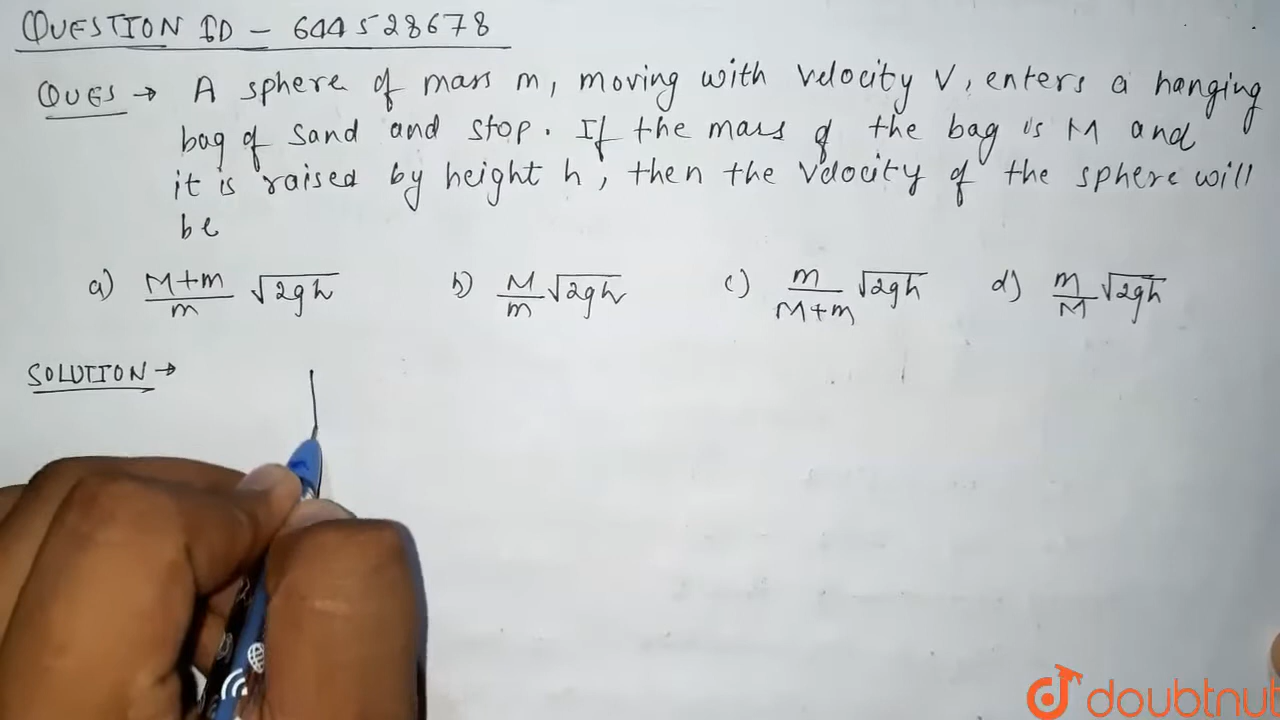 QUESTION ID - 644528678
QUES → A sphere of mass m, moving with velocity V, enters a hanging
bag of sand and stop. If the mass of the bag is M and
it is raised by height h, then the velocity of the sphere will
be
a) M+m/m √2gh b) M/m √2gh c) m/M+m √2gh d) m/M √2gh
SOLUTION →
doubtnut